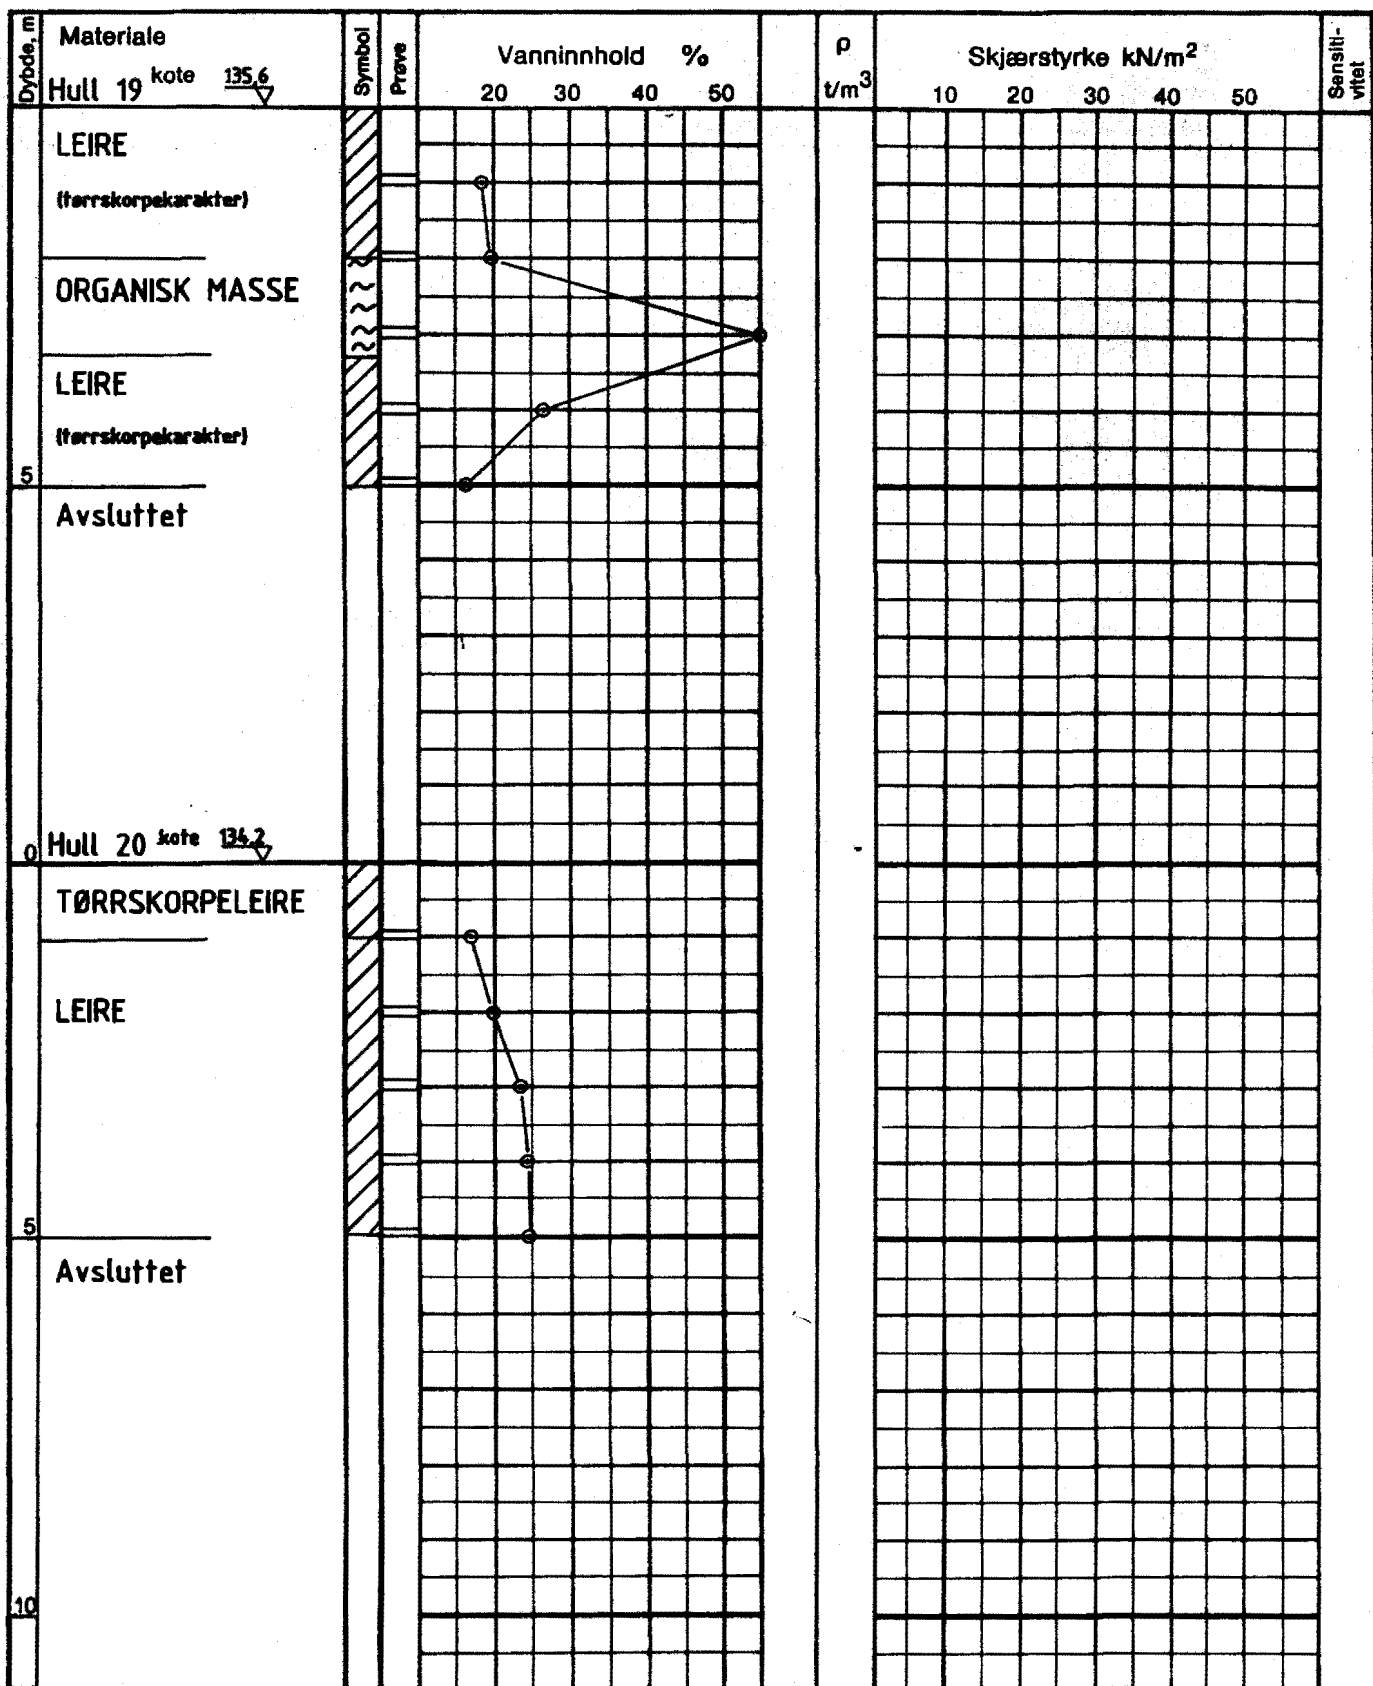 Dybde, m
Materiale
Hull 19 kote 135,6
Symbol
Prøve
Vanninnhold %
20 30 40 50
ρ
t/m³
Skjærstyrke kN/m²
10 20 30 40 50
Sensiti-
vitet
LEIRE
(tørrskorpekarakter)
ORGANISK MASSE
LEIRE
(tørrskorpekarakter)
5
Avsluttet
0
Hull 20 kote 134,2
TØRRSKORPELEIRE
LEIRE
5
Avsluttet
10